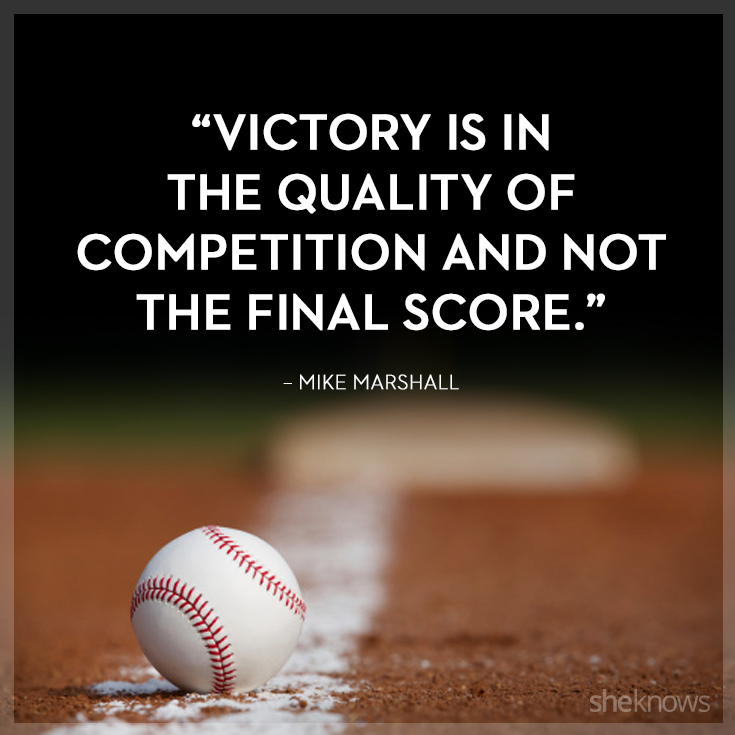 “VICTORY IS IN
THE QUALITY OF
COMPETITION AND NOT
THE FINAL SCORE.”
– MIKE MARSHALL
sheknows